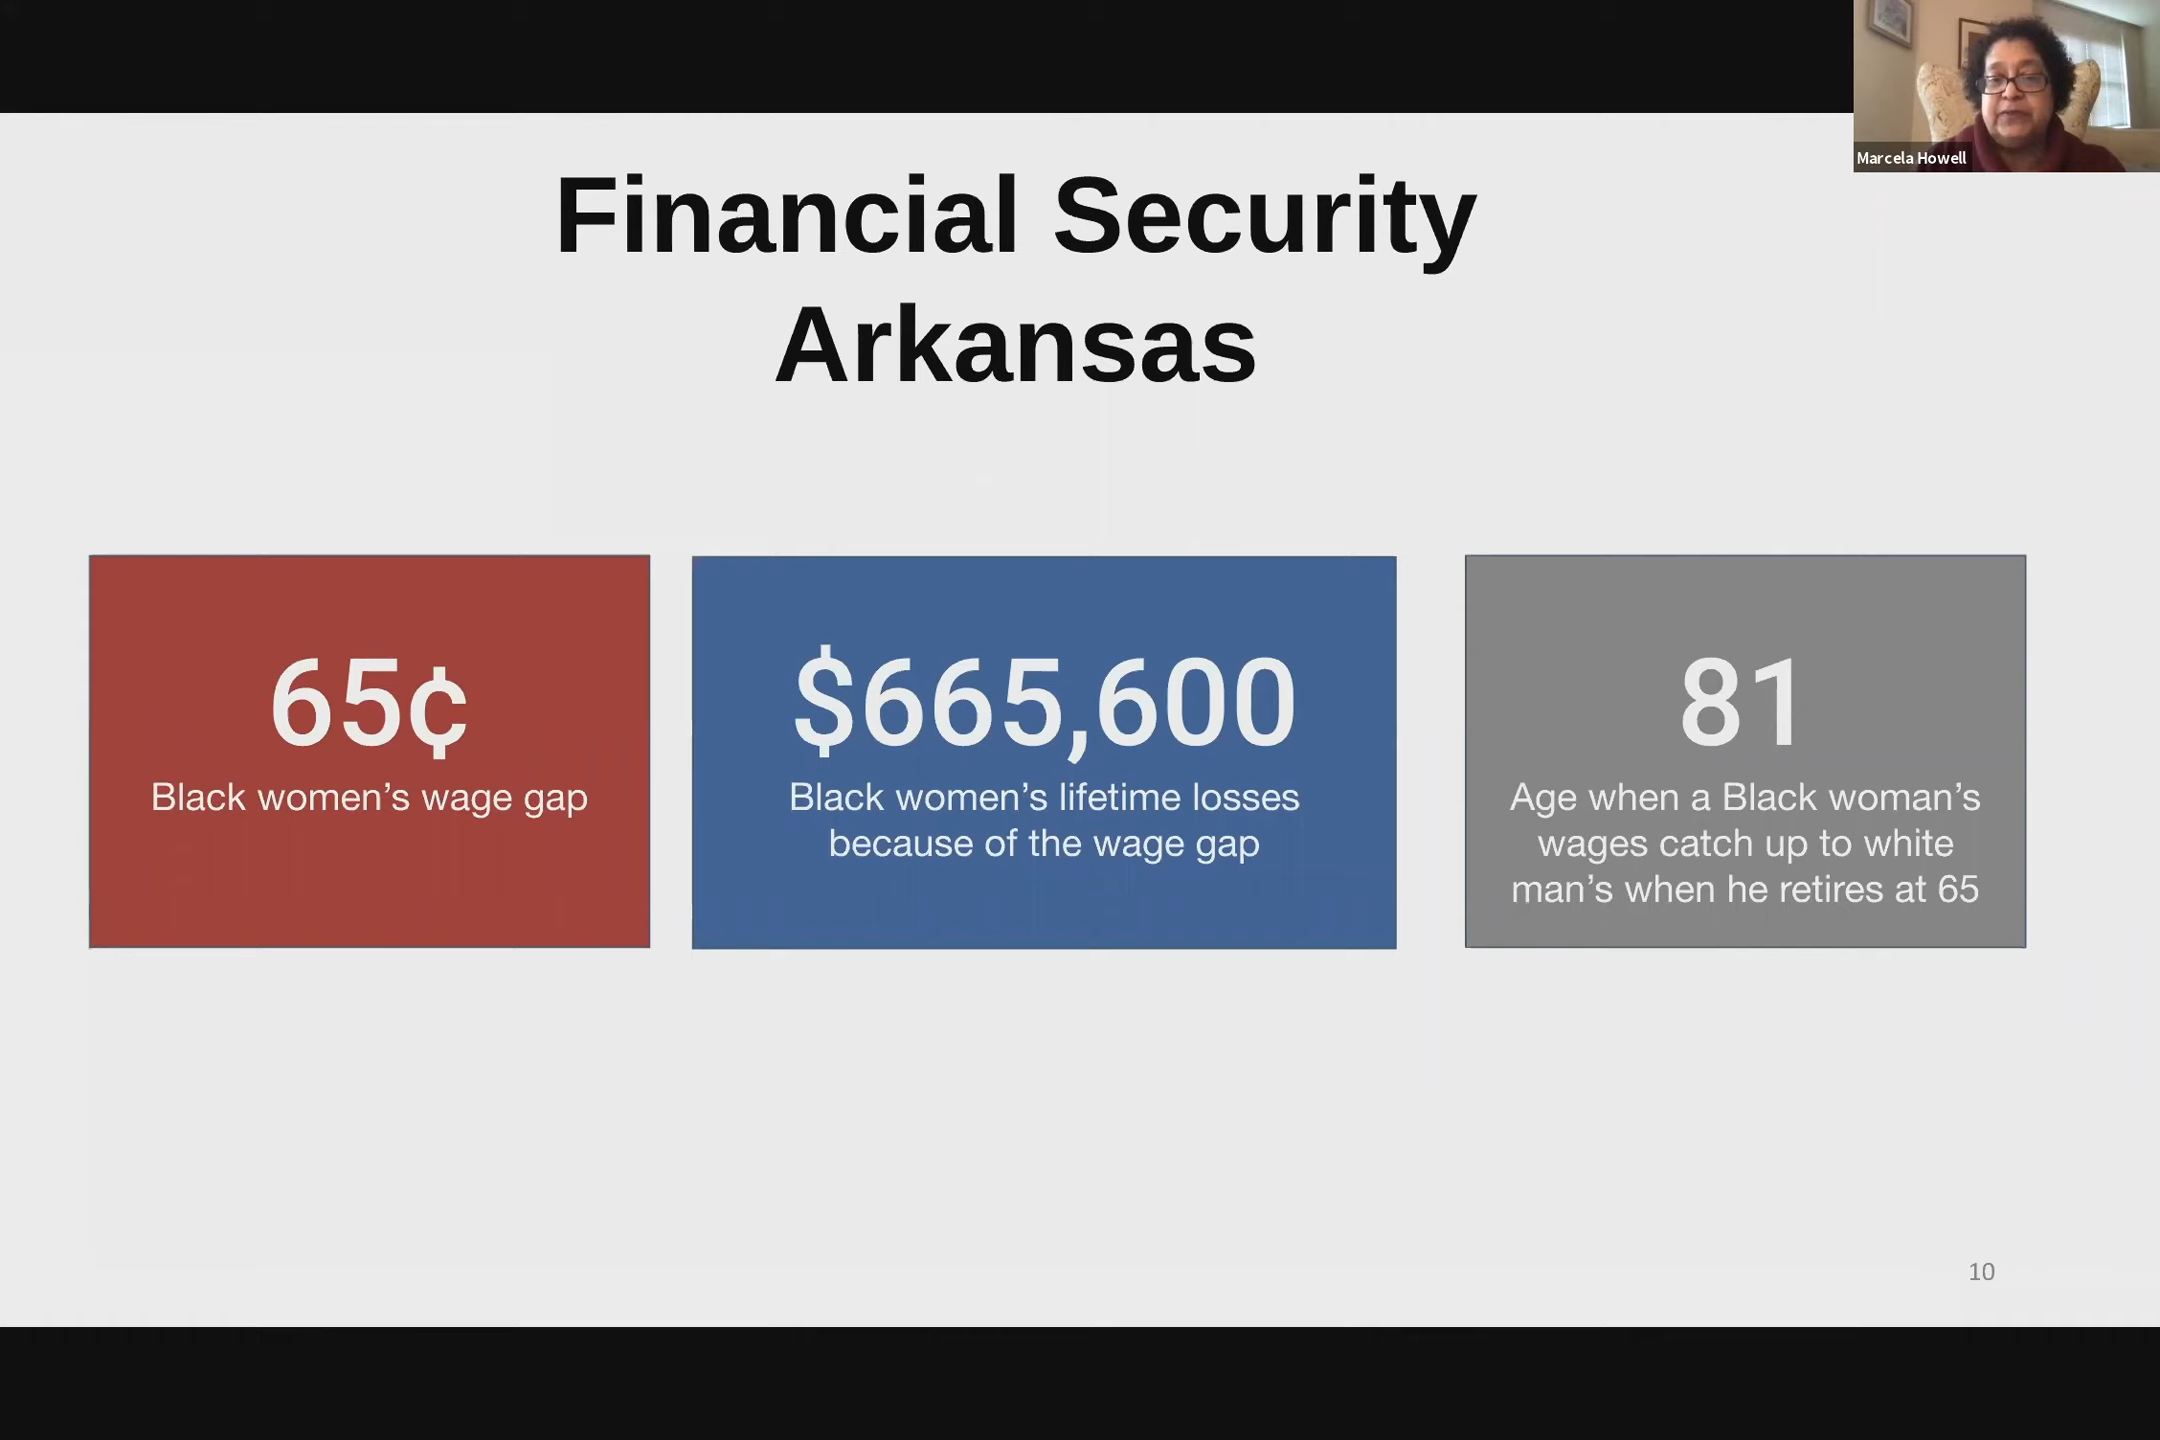 Marcela Howell
Financial Security
Arkansas
65¢
Black women’s wage gap
$665,600
Black women’s lifetime losses
because of the wage gap
81
Age when a Black woman’s
wages catch up to white
man’s when he retires at 65
10